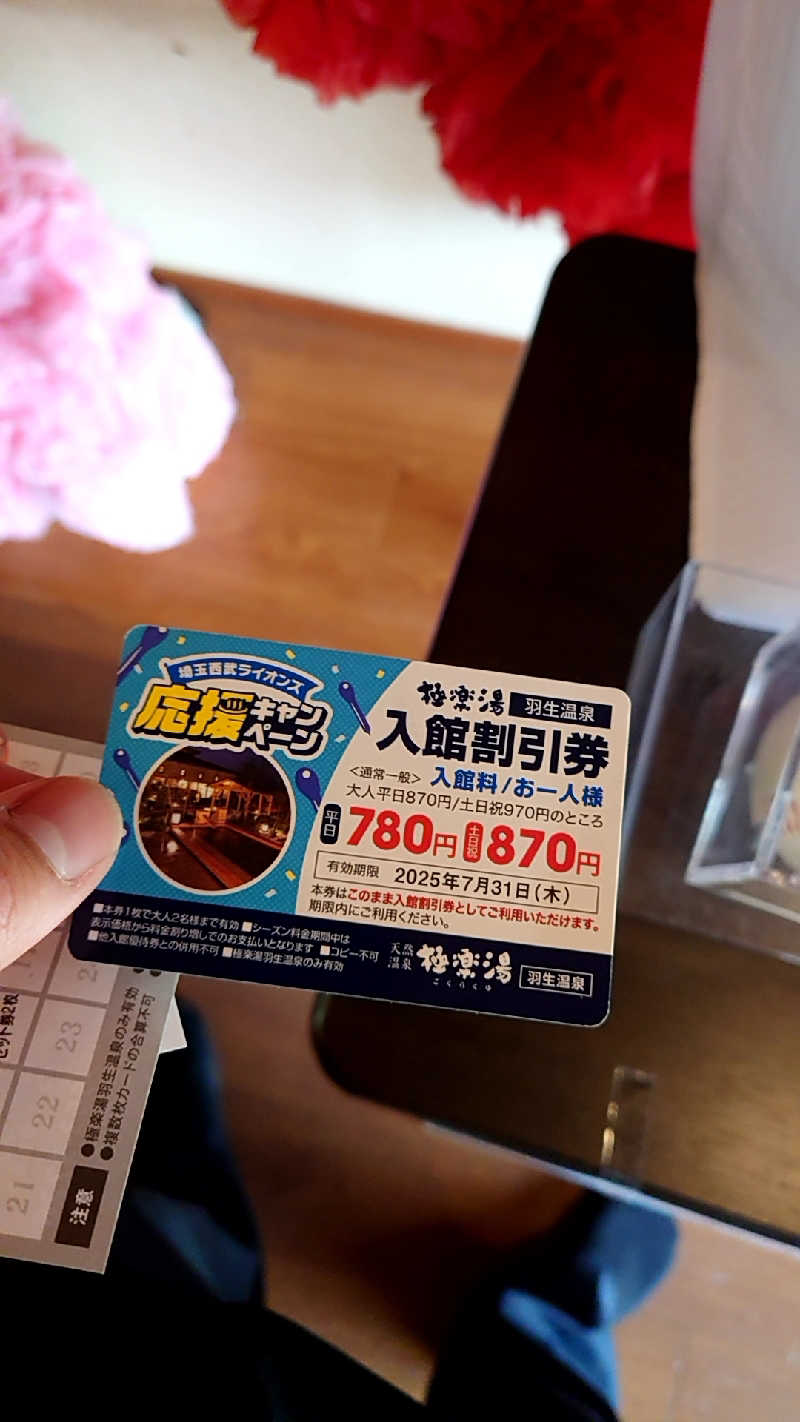 埼玉西武ライオンズ
応援キャンペーン
極楽湯 羽生温泉
入館割引券
<通常一般> 入館料/お一人様
大人平日870円/土日祝970円のところ
平日 780円 土日祝 870円
有効期限 2025年7月31日(木)
本券はこのまま入館割引券としてご利用いただけます。
期限内にご利用ください。
■本券1枚で大人2名様まで有効 ■シーズン料金期間中は
表示価格から料金割り増しでのお支払いとなります ■コピー不可
■他入館優待券との併用不可 ■極楽湯羽生温泉のみ有効
天然温泉 極楽湯 羽生温泉
ごくらくゆ
23
22
21
注意
●極楽湯羽生温泉のみ有効
●複数枚カードの合算不可